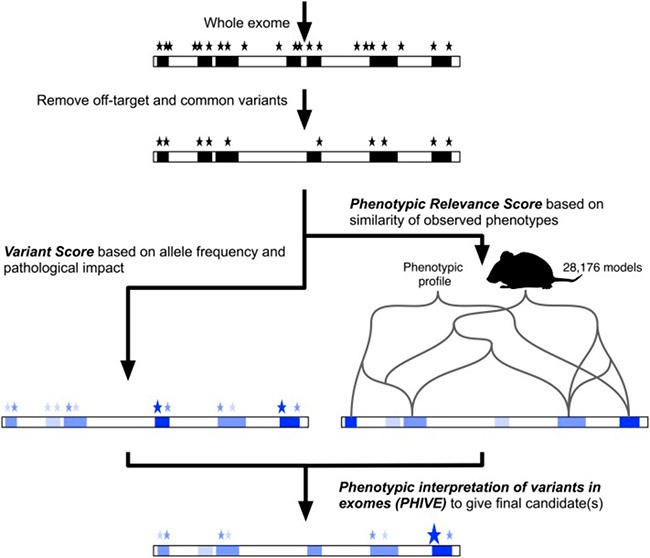 Whole exome
Remove off-target and common variants
Phenotypic Relevance Score based on
similarity of observed phenotypes
Variant Score based on allele frequency and
pathological impact
Phenotypic
profile
28,176 models
Phenotypic interpretation of variants in
exomes (PHIVE) to give final candidate(s)